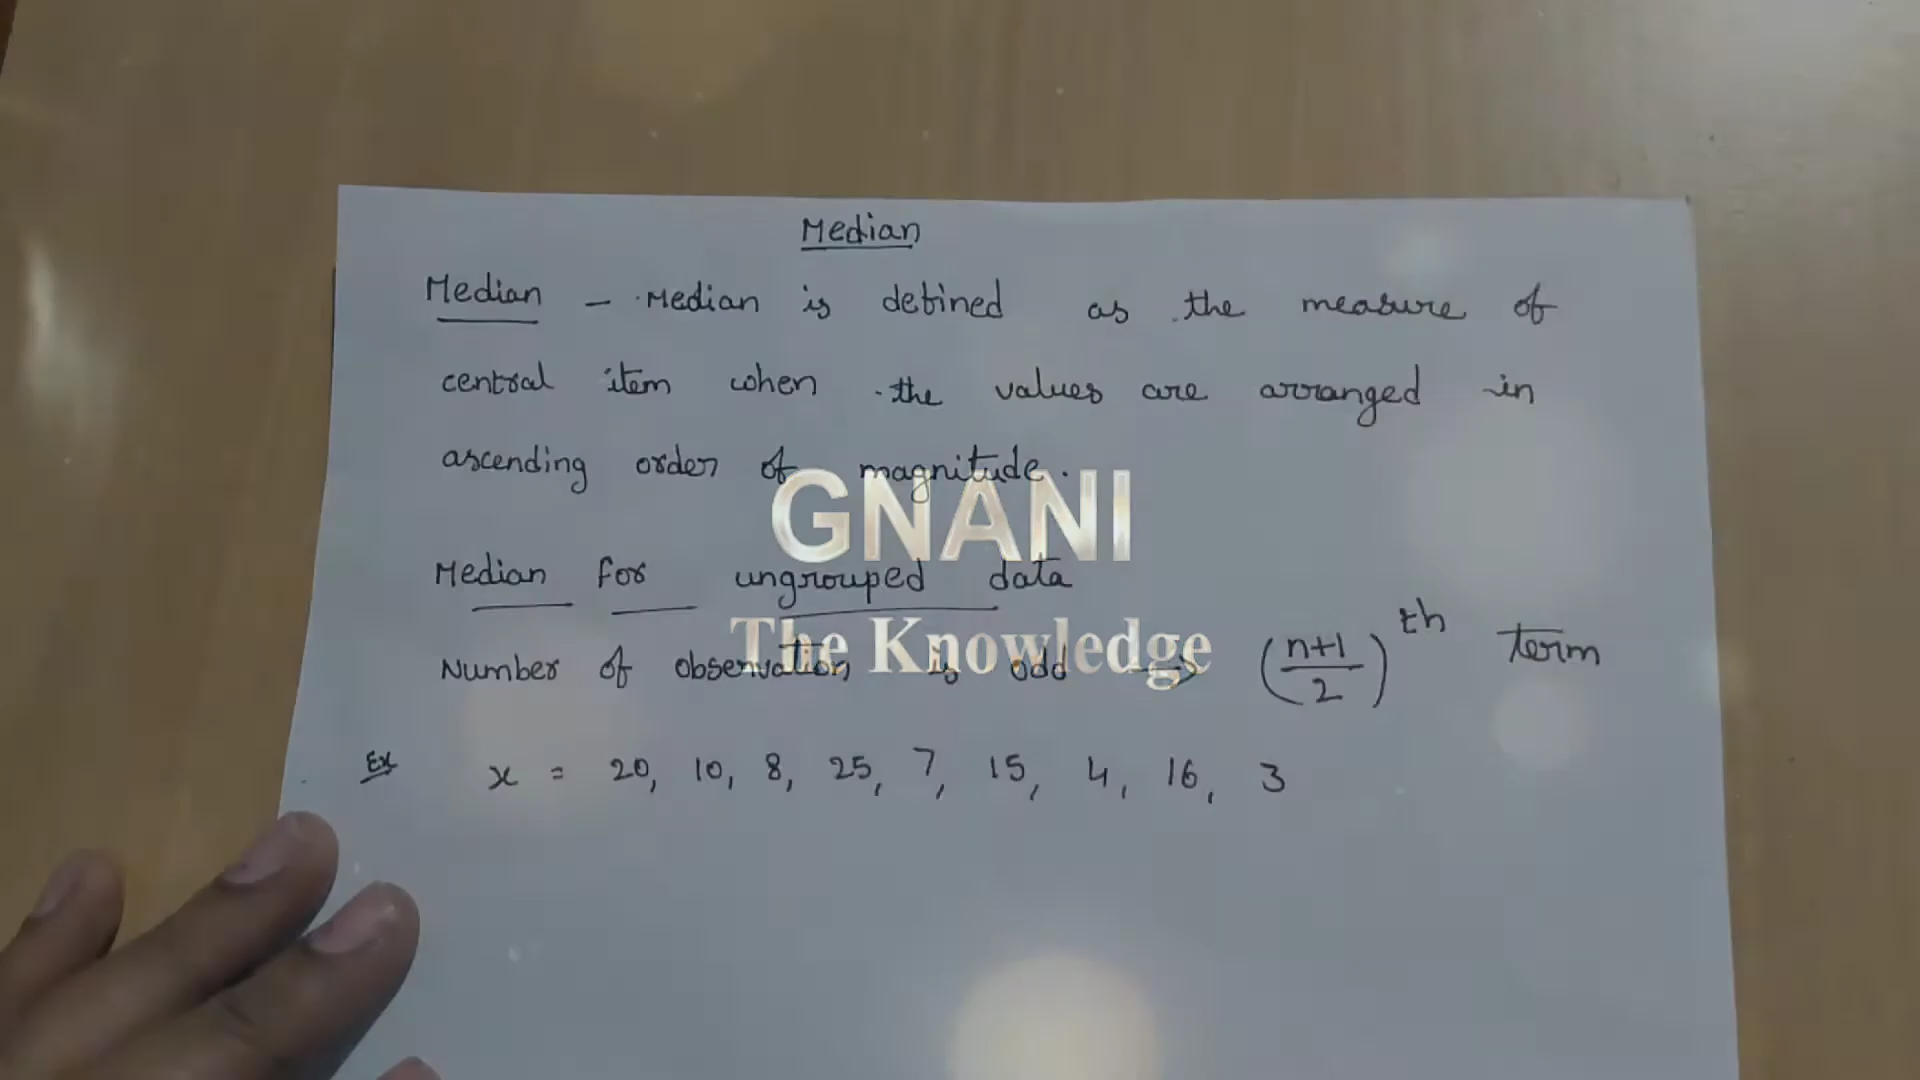 Median
Median - Median is defined as the measure of
central item when the values are arranged in
ascending order of magnitude.
GNANI
Median for ungrouped data
The Knowledge
Number of observation is odd → (n+1/2)th term
Ex x = 20, 10, 8, 25, 7, 15, 4, 16, 3